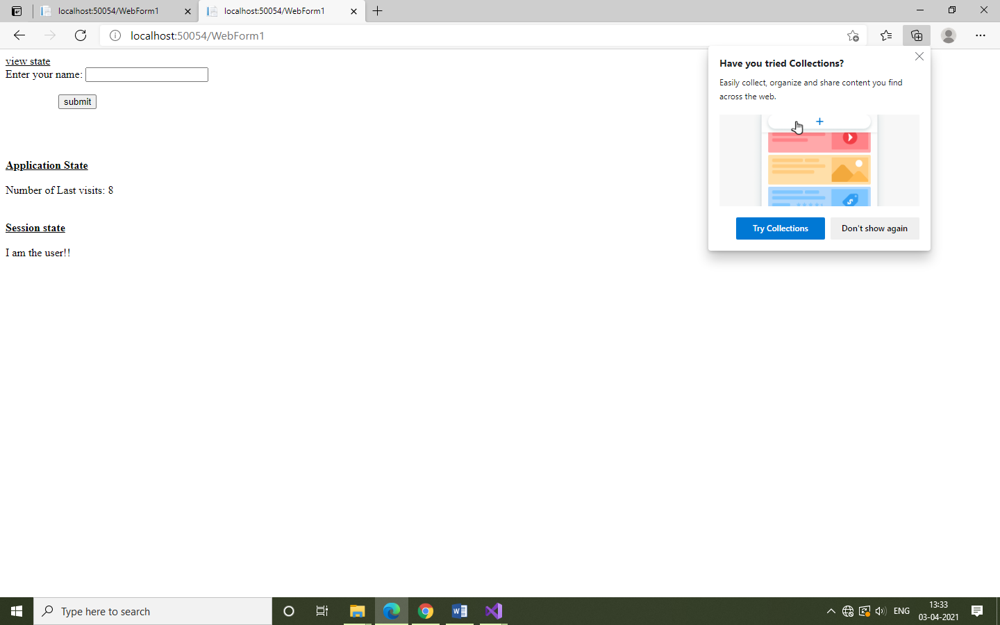 localhost:50054/WebForm1
localhost:50054/WebForm1
localhost:50054/WebForm1
view state
Enter your name:
submit
Application State
Number of Last visits: 8
Session state
I am the user!!
Have you tried Collections?
Easily collect, organize and share content you find
across the web.
Try Collections
Don't show again
Type here to search
ENG
13:33
03-04-2021